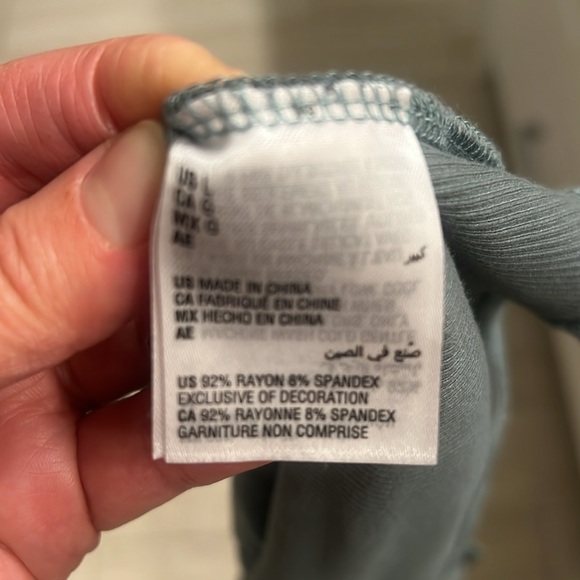 US L
CA G
MX G
AE
كبير
US MADE IN CHINA
CA FABRIQUÉ EN CHINE
MX HECHO EN CHINA
AE
صنع في الصين
US 92% RAYON 8% SPANDEX
EXCLUSIVE OF DECORATION
CA 92% RAYONNE 8% SPANDEX
GARNITURE NON COMPRISE